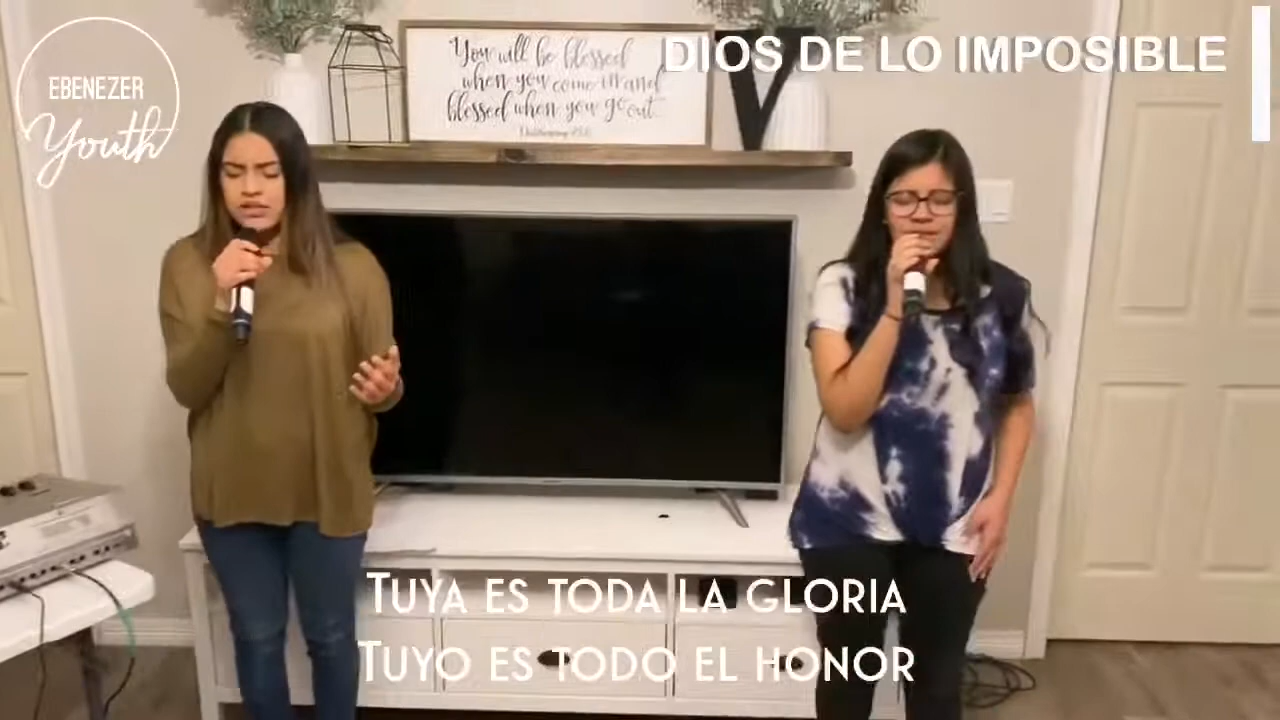 EBENEZER
Youth
You will be blessed
when you come in and
blessed when you go out.
DIOS DE LO IMPOSIBLE
V
TUYA ES TODA LA GLORIA
TUYO ES TODO EL HONOR